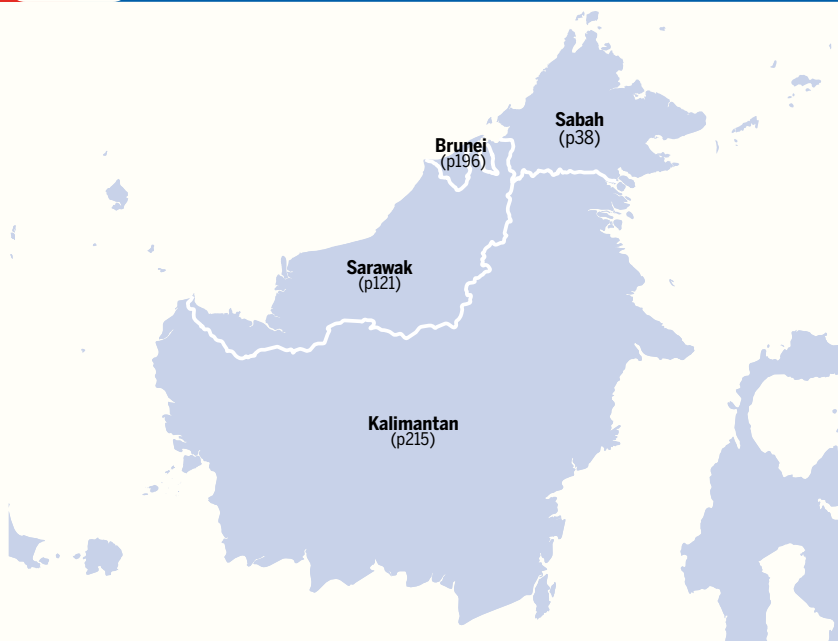 Sabah
(p38)
Brunei
(p196)
Sarawak
(p121)
Kalimantan
(p215)